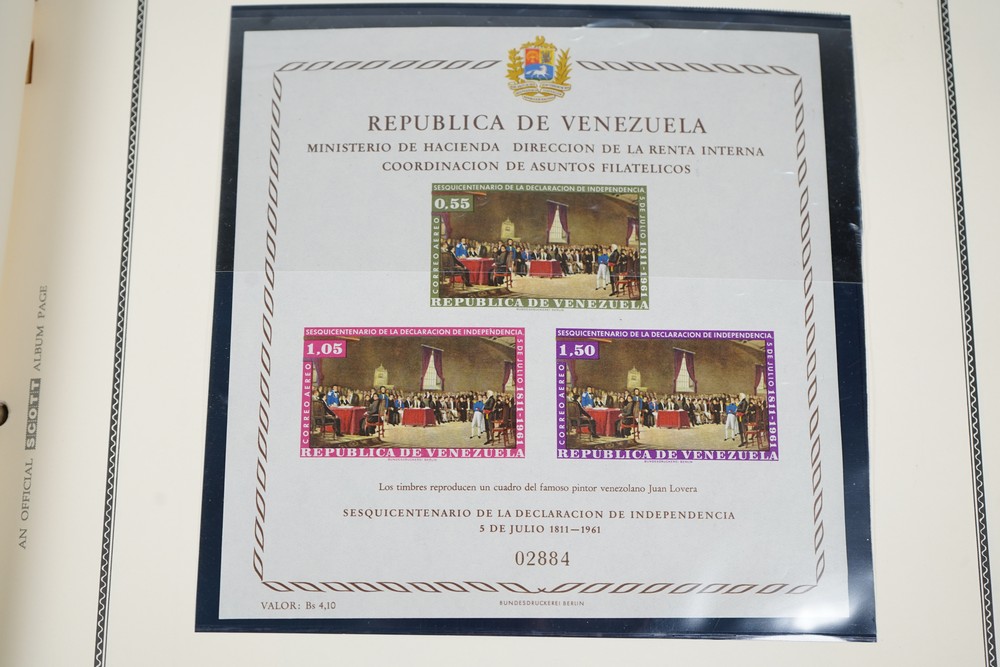 REPUBLICA DE VENEZUELA
MINISTERIO DE HACIENDA DIRECCION DE LA RENTA INTERNA
COORDINACION DE ASUNTOS FILATELICOS
SESQUICENTENARIO DE LA DECLARACION DE INDEPENDENCIA
0.55
CORREO AEREO
5 DE JULIO 1811-1961
REPUBLICA DE VENEZUELA
SESQUICENTENARIO DE LA DECLARACION DE INDEPENDENCIA
1,05
CORREO AEREO
5 DE JULIO 1811-1961
REPUBLICA DE VENEZUELA
SESQUICENTENARIO DE LA DECLARACION DE INDEPENDENCIA
1,50
CORREO AEREO
5 DE JULIO 1811-1961
REPUBLICA DE VENEZUELA
Los timbres reproducen un cuadro del famoso pintor venezolano Juan Lovera
SESQUICENTENARIO DE LA DECLARACION DE INDEPENDENCIA
5 DE JULIO 1811—1961
02884
VALOR: Bs 4,10
BUNDESDRUCKEREI BERLIN
AN OFFICIAL SCOTT ALBUM PAGE